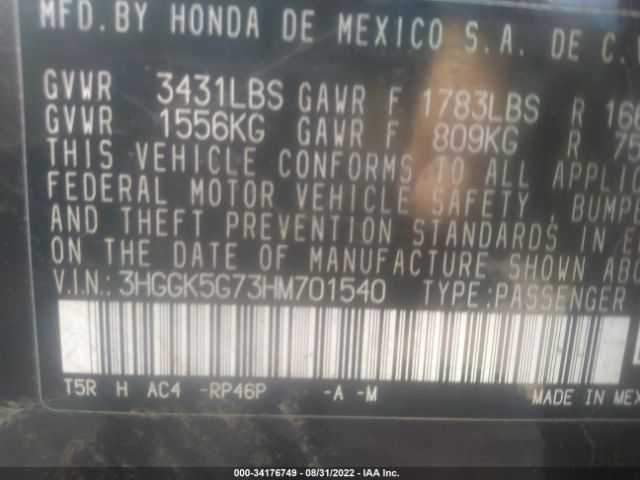 MFD. BY HONDA DE MEXICO S.A. DE C.
GVWR 3431LBS GAWR F 1783LBS R 
GVWR 1556KG GAWR F 809KG R 
THIS VEHICLE CONFORMS TO ALL
FEDERAL MOTOR VEHICLE SAFETY,
AND THEFT PREVENTION STANDARDS IN
ON THE DATE OF MANUFACTURE SHOWN
V.I.N.: 3HGGK5G73HM701540 TYPE:PASSENGER
T5R H AC4 -RP46P -A -M MADE IN
000-34176749 - 08/31/2022 - IAA Inc.